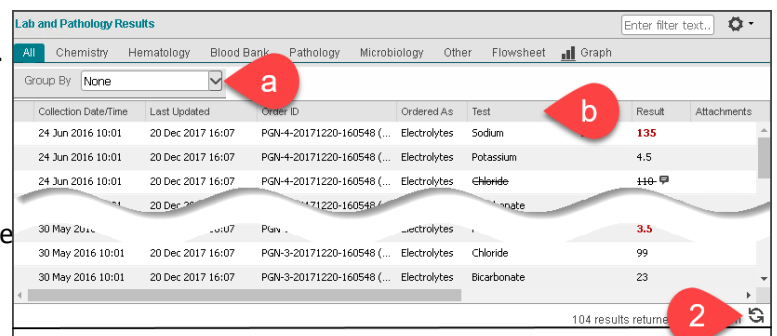 Lab and Pathology Results Enter filter text..
All Chemistry Hematology Blood Bank Pathology Microbiology Other Flowsheet Graph
Group By None a
Collection Date/Time Last Updated Order ID Ordered As Test b Result Attachments
24 Jun 2016 10:01 20 Dec 2017 16:07 PGN-4-20171220-160548 (... Electrolytes Sodium 135
24 Jun 2016 10:01 20 Dec 2017 16:07 PGN-4-20171220-160548 (... Electrolytes Potassium 4.5
24 Jun 2016 10:01 20 Dec 2017 16:07 PGN-4-20171220-160548 (... Electrolytes Chloride 110
e
30 May 3.5
30 May 2016 10:01 20 Dec 2017 16:07 PGN-3-20171220-160548 (... Electrolytes Chloride 99
30 May 2016 10:01 20 Dec 2017 16:07 PGN-3-20171220-160548 (... Electrolytes Bicarbonate 23
104 results 2